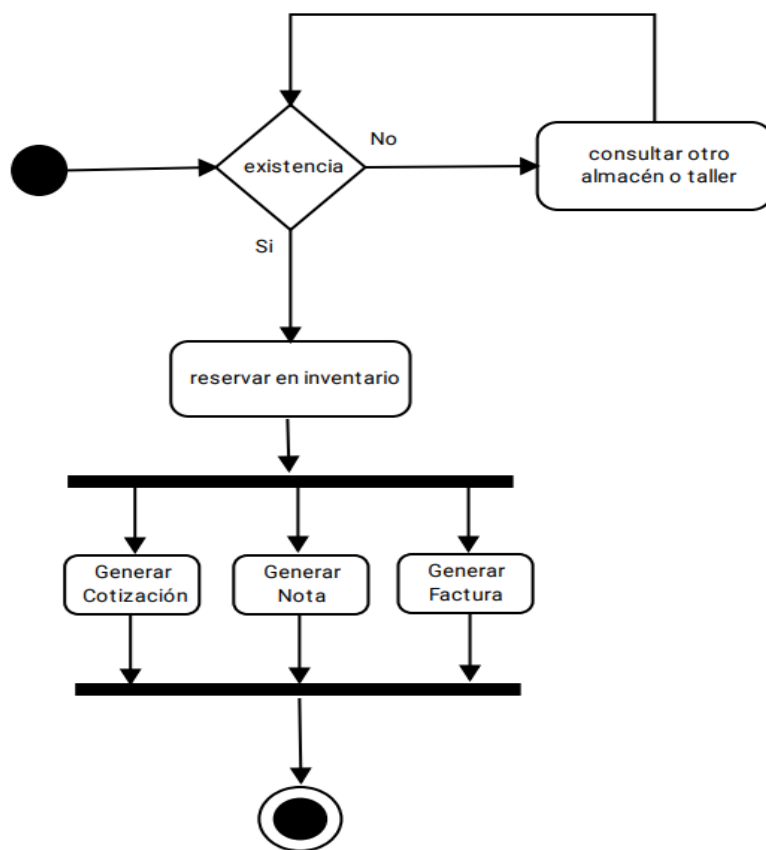 existencia
No
consultar otro
almacén o taller
Si
reservar en inventario
Generar
Cotización
Generar
Nota
Generar
Factura